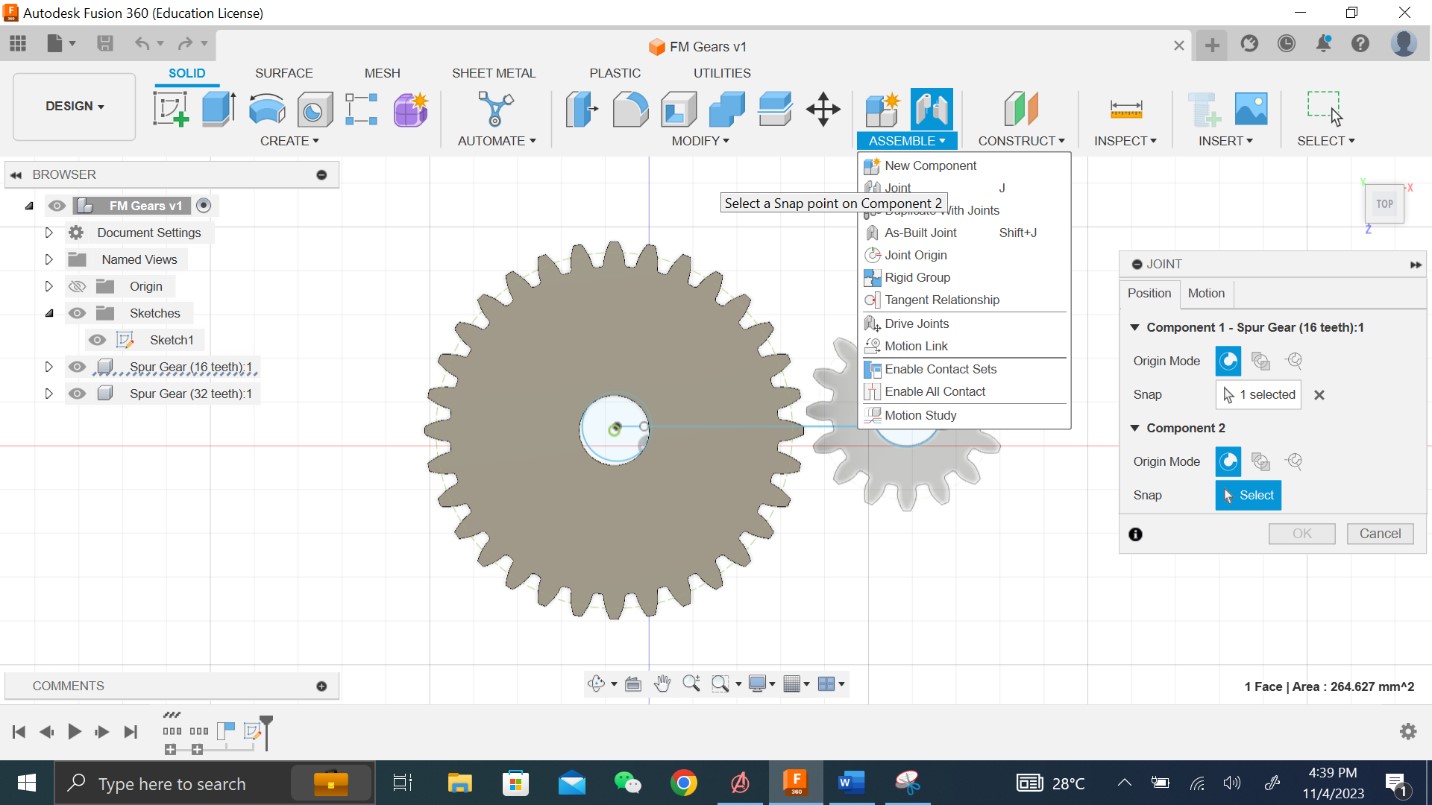 Autodesk Fusion 360 (Education License)
FM Gears v1
SOLID SURFACE MESH SHEET METAL PLASTIC UTILITIES
DESIGN
CREATE AUTOMATE MODIFY ASSEMBLE CONSTRUCT INSPECT INSERT SELECT
BROWSER
FM Gears v1
Document Settings
Named Views
Origin
Sketches
Sketch1
Spur Gear (16 teeth):1
Spur Gear (32 teeth):1
New Component
Joint J
Select a Snap point on Component 2
Duplicate With Joints
As-Built Joint Shift+J
Joint Origin
Rigid Group
Tangent Relationship
Drive Joints
Motion Link
Enable Contact Sets
Enable All Contact
Motion Study
TOP
X
Y
Z
JOINT
Position Motion
Component 1 - Spur Gear (16 teeth):1
Origin Mode
Snap 1 selected
Component 2
Origin Mode
Snap Select
OK Cancel
COMMENTS
1 Face | Area : 264.627 mm^2
Type here to search
28°C
4:39 PM
11/4/2023
1